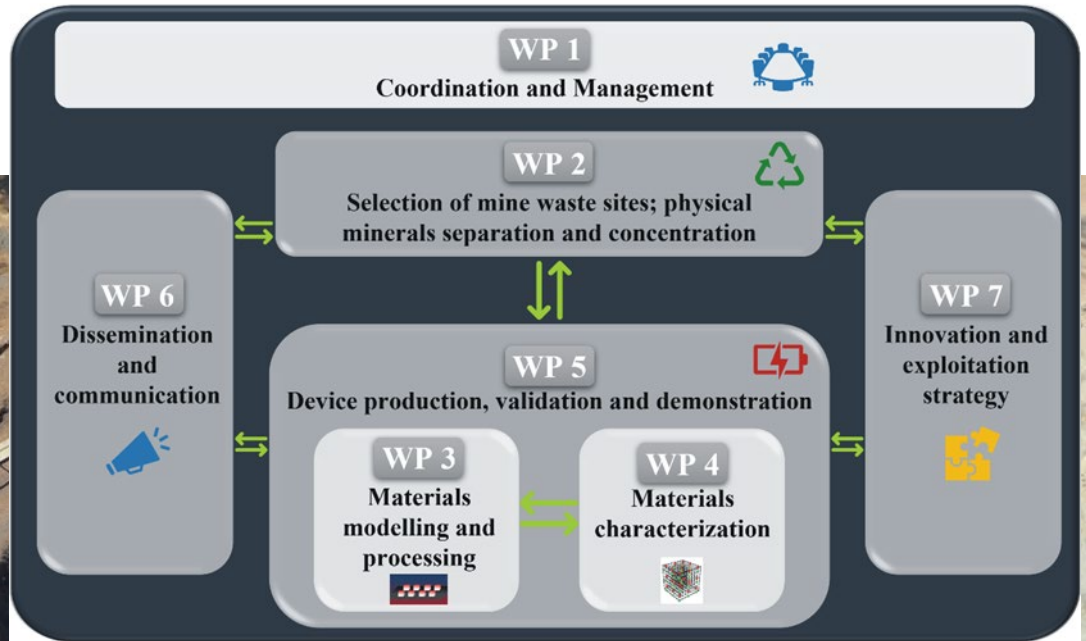 WP 1
Coordination and Management
WP 2
Selection of mine waste sites; physical
minerals separation and concentration
WP 6
Dissemination
and
communication
WP 7
Innovation and
exploitation
strategy
WP 5
Device production, validation and demonstration
WP 3
Materials
modelling and
processing
WP 4
Materials
characterization